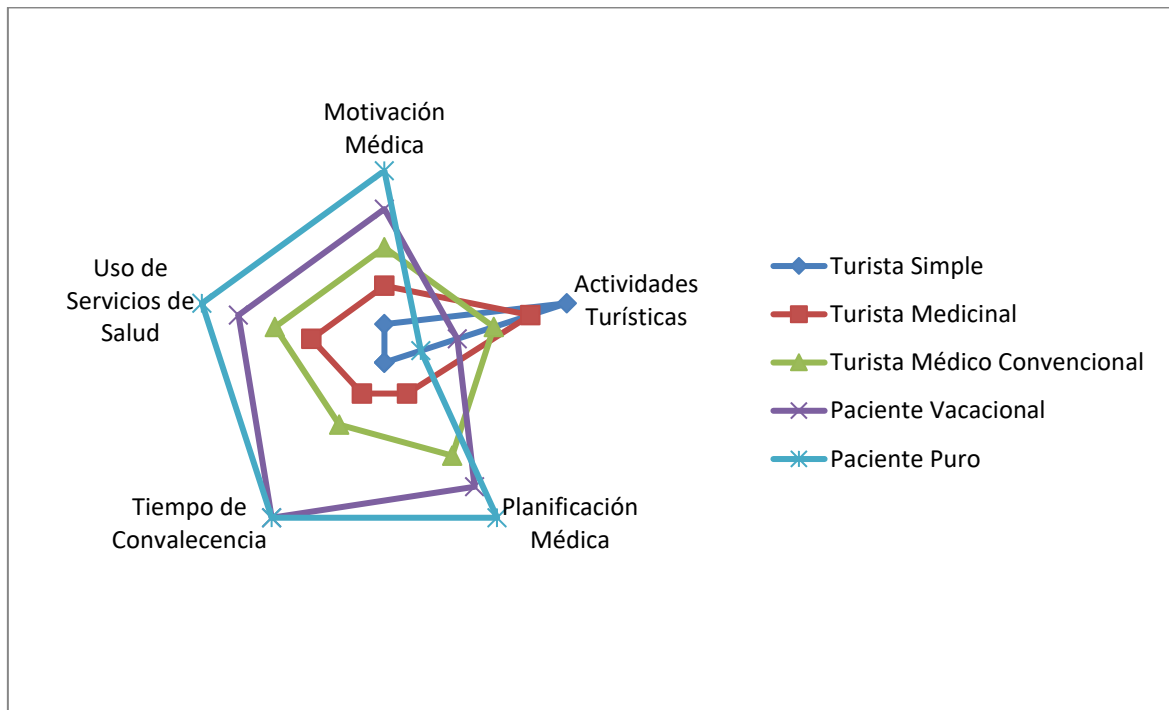 Motivación
Médica
Actividades
Turísticas
Planificación
Médica
Tiempo de
Convalecencia
Uso de
Servicios de
Salud
Turista Simple
Turista Medicinal
Turista Médico Convencional
Paciente Vacacional
Paciente Puro